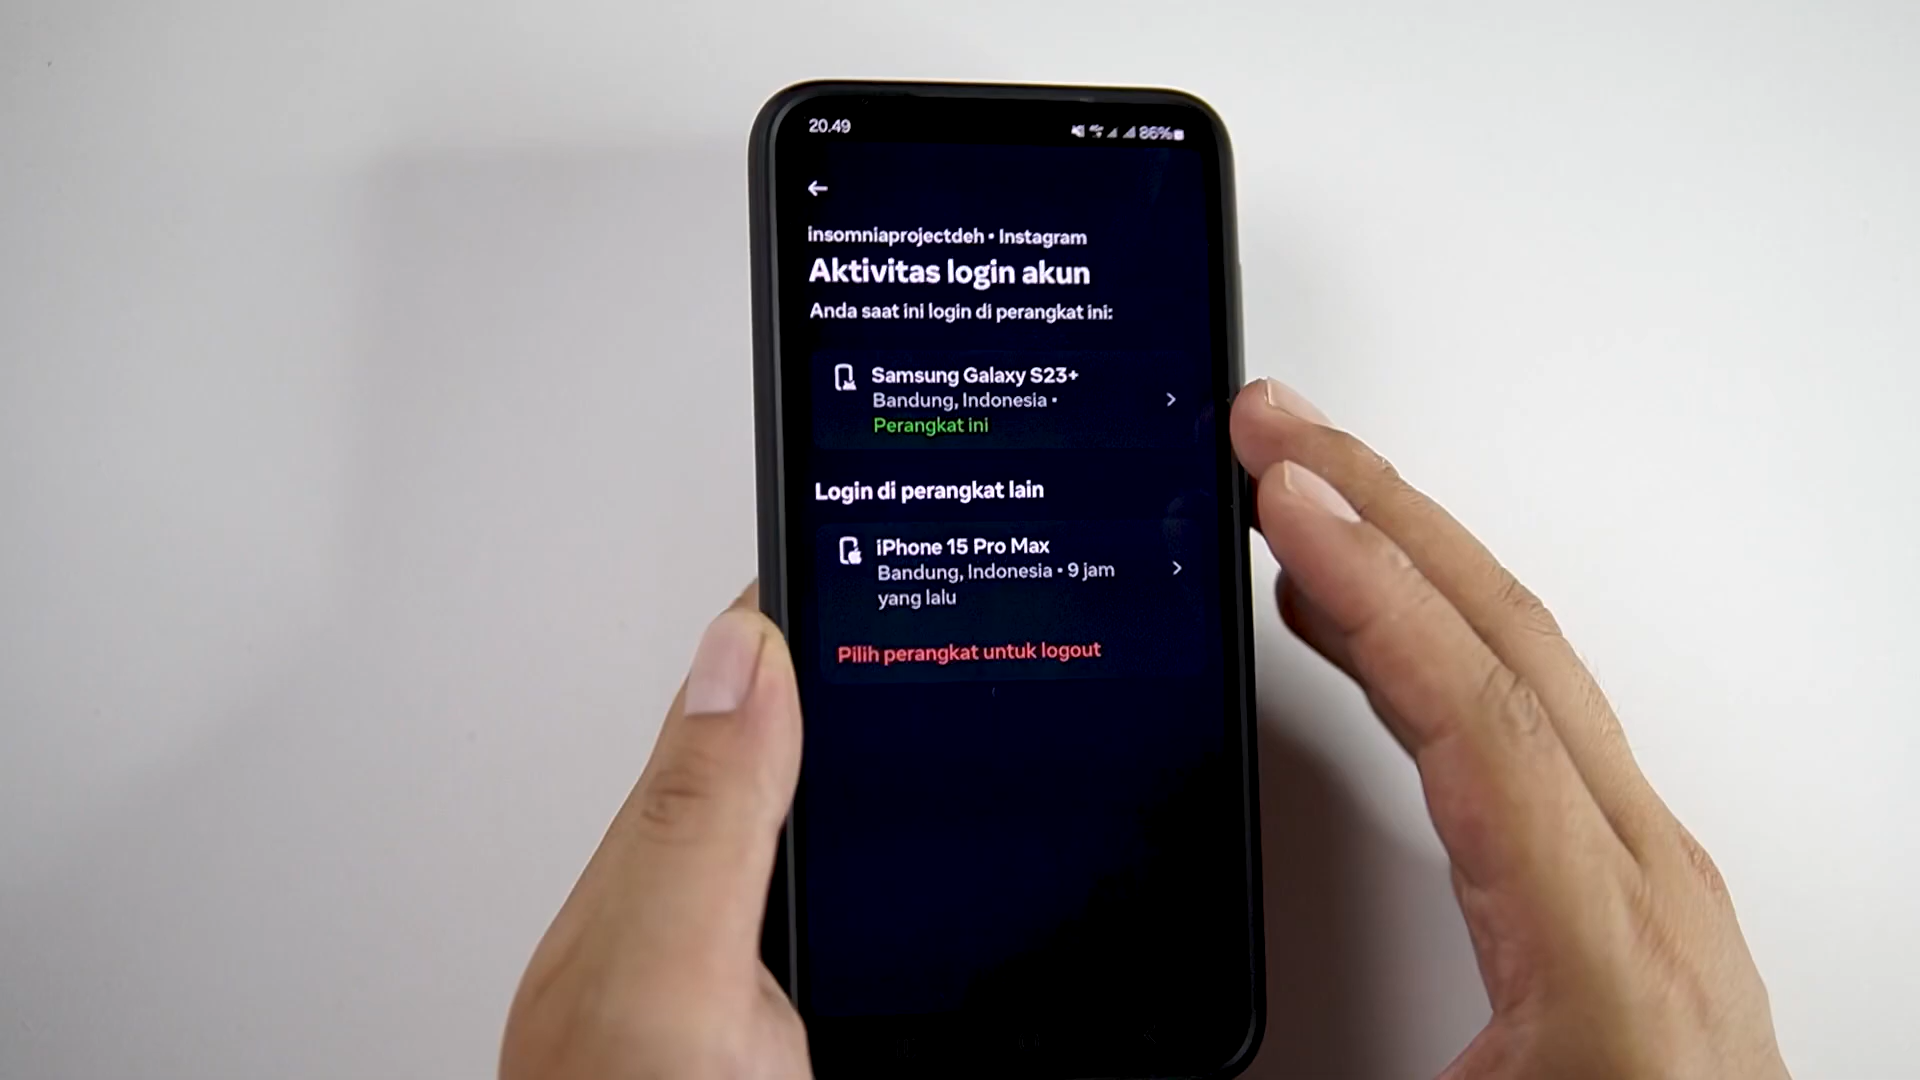 20.49
86%
insomniaprojectdeh • Instagram
Aktivitas login akun
Anda saat ini login di perangkat ini:
Samsung Galaxy S23+
Bandung, Indonesia •
Perangkat ini
Login di perangkat lain
iPhone 15 Pro Max
Bandung, Indonesia • 9 jam
yang lalu
Pilih perangkat untuk logout